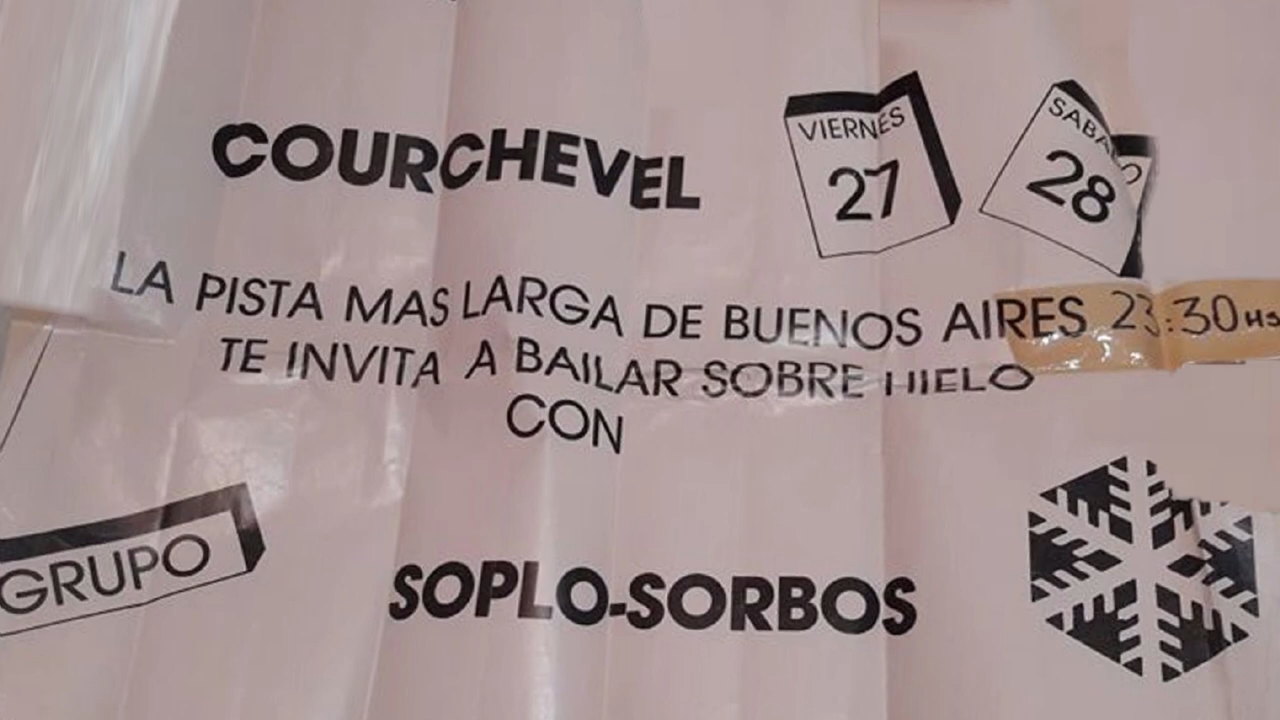 COURCHEVEL
VIERNES
27
SABADO
28
LA PISTA MAS LARGA DE BUENOS AIRES 23:30 HS
TE INVITA A BAILAR SOBRE HIELO
CON
GRUPO
SOPLO-SORBOS